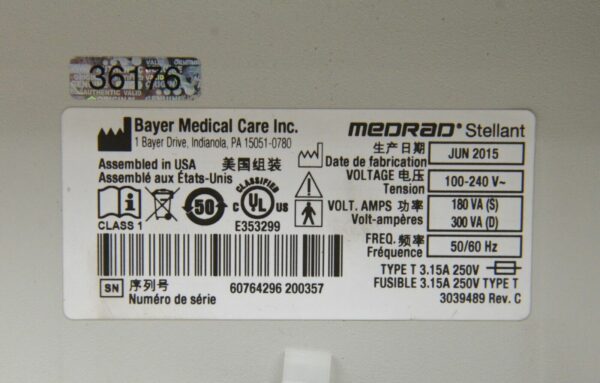 36176
VALID
ORIGINAL
AUTHENTIC VALID
Bayer Medical Care Inc.
1 Bayer Drive, Indianola, PA 15051-0780
MEDRAD® Stellant
Assembled in USA 美国组装
Assemblé aux États-Unis
生产日期
Date de fabrication
JUN 2015
VOLTAGE 电压
Tension
100-240 V~
VOLT. AMPS 功率
Volt-ampères
180 VA (S)
300 VA (D)
FREQ. 频率
Fréquence
50/60 Hz
CLASS 1
50
CLASSIFIED
C UL US
E353299
TYPE T 3.15A 250V
FUSIBLE 3.15A 250V TYPE T
3039489 Rev. C
SN 序列号
Numéro de série
60764296 200357